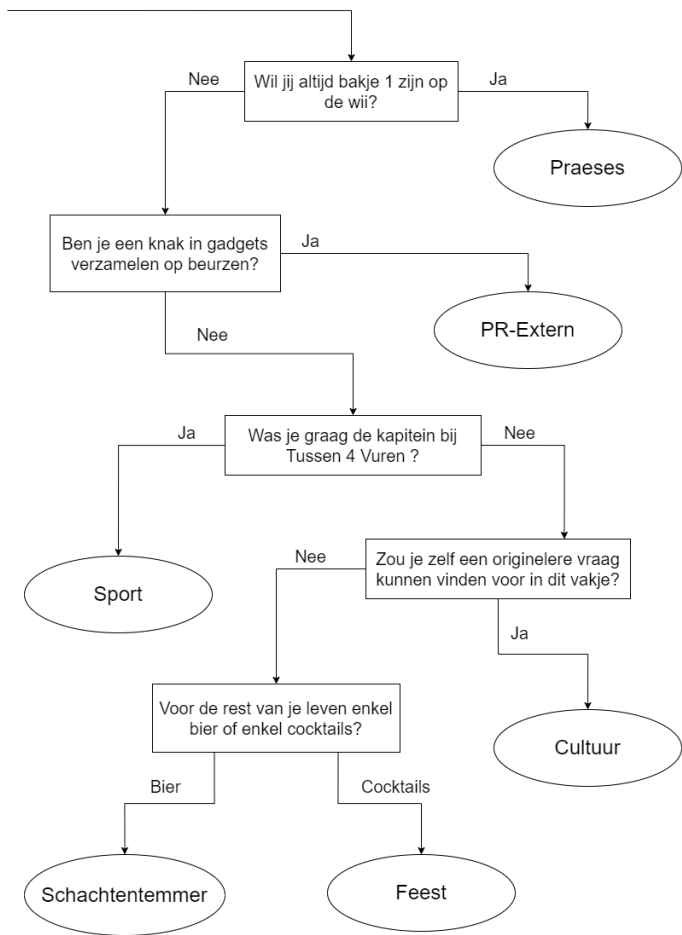 Nee
Wil jij altijd bakje 1 zijn op
de wii?
Ja
Praeses
Ben je een knak in gadgets
verzamelen op beurzen?
Ja
PR-Extern
Nee
Ja
Was je graag de kapitein bij
Tussen 4 Vuren ?
Nee
Sport
Nee
Zou je zelf een originelere vraag
kunnen vinden voor in dit vakje?
Ja
Cultuur
Voor de rest van je leven enkel
bier of enkel cocktails?
Bier
Cocktails
Schachtentemmer
Feest